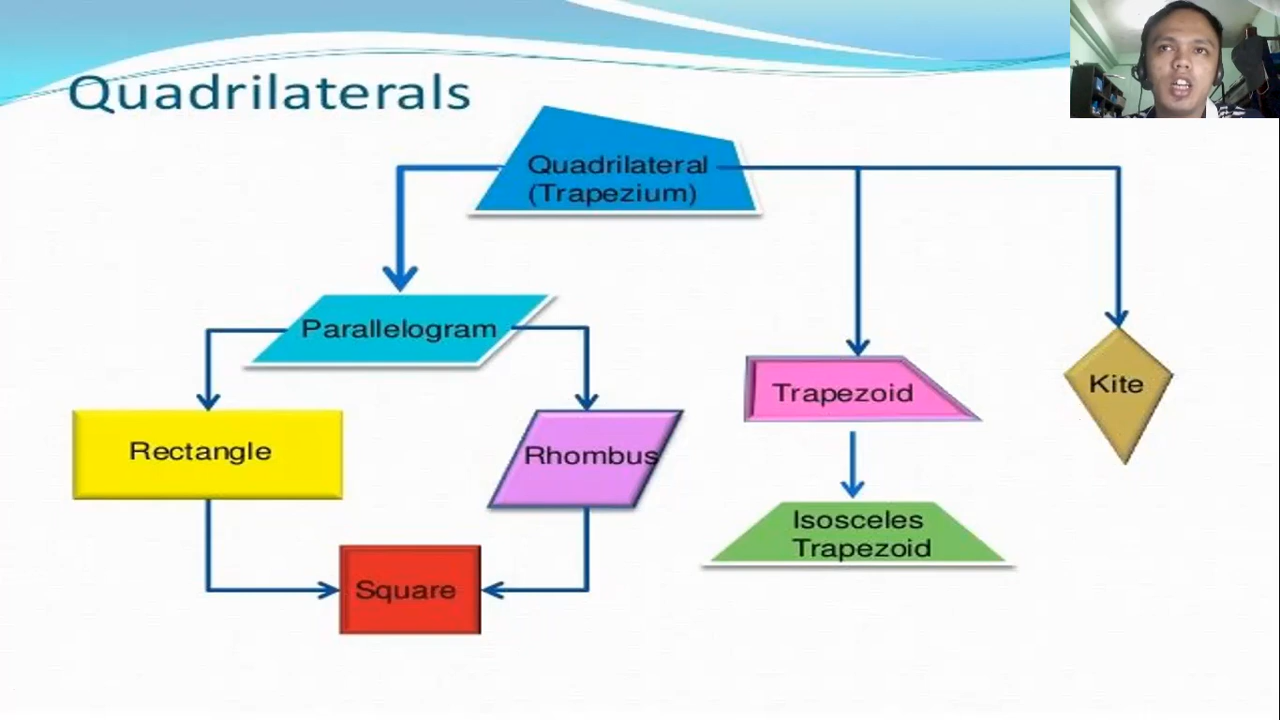 Quadrilaterals
Quadrilateral
(Trapezium)
Parallelogram
Rectangle
Rhombus
Trapezoid
Kite
Isosceles
Trapezoid
Square